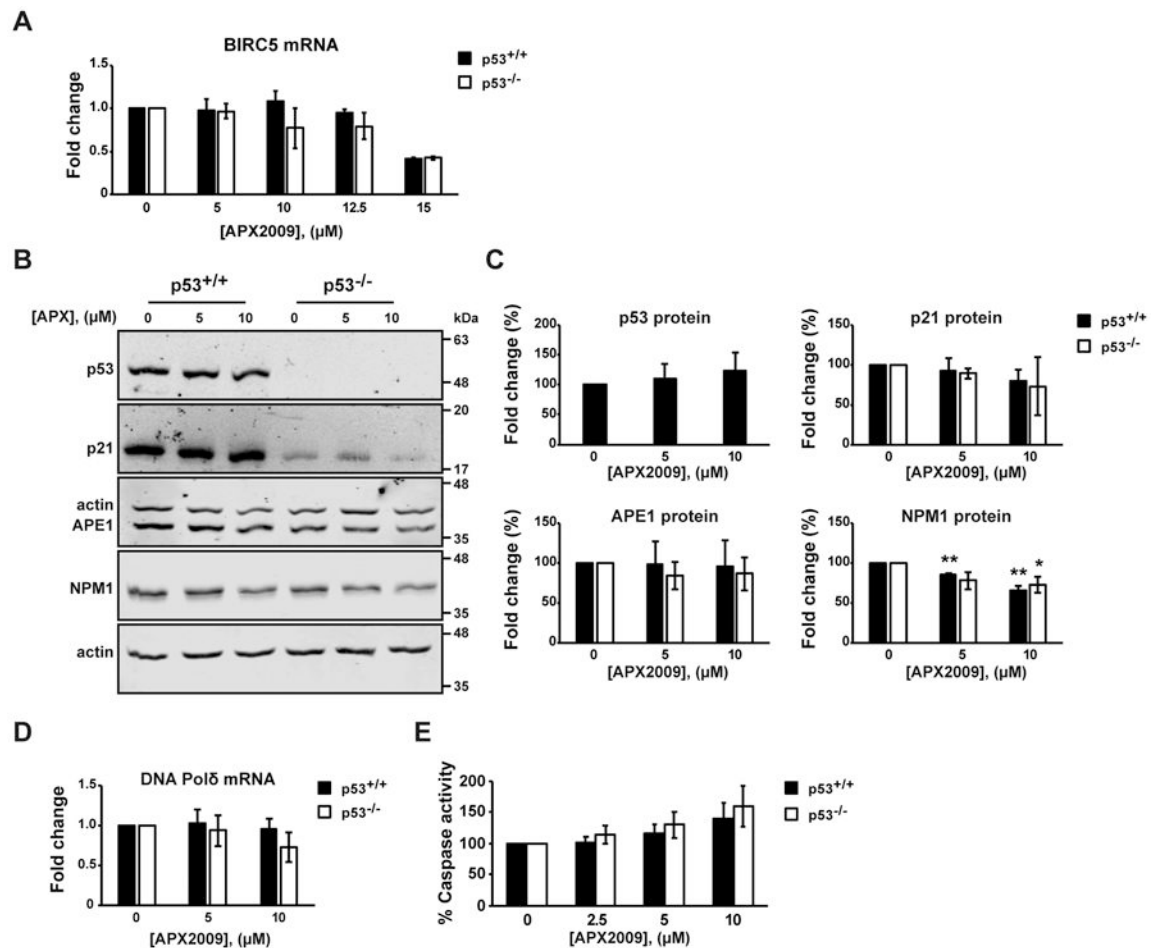 A
BIRC5 mRNA
p53+/+
p53-/-
Fold change
1.5
1.0
0.5
0
0 5 10 12.5 15
[APX2009], (µM)
B
p53+/+ p53-/-
[APX], (µM) 0 5 10 0 5 10 kDa
63
p53
48
20
p21
17
48
actin
APE1
35
48
NPM1
35
48
actin
35
C
p53 protein
Fold change (%)
200
150
100
50
0
0 5 10
[APX2009], (µM)
p21 protein
p53+/+
p53-/-
Fold change (%)
150
100
50
0
0 5 10
[APX2009], (µM)
APE1 protein
Fold change (%)
150
100
50
0
0 5 10
[APX2009], (µM)
NPM1 protein
Fold change (%)
150
100
50
0
** ** *
0 5 10
[APX2009], (µM)
D
DNA Polδ mRNA
p53+/+
p53-/-
Fold change
1.5
1.0
0.5
0
0 5 10
[APX2009], (µM)
E
p53+/+
p53-/-
% Caspase activity
200
150
100
50
0
0 2.5 5 10
[APX2009], (µM)